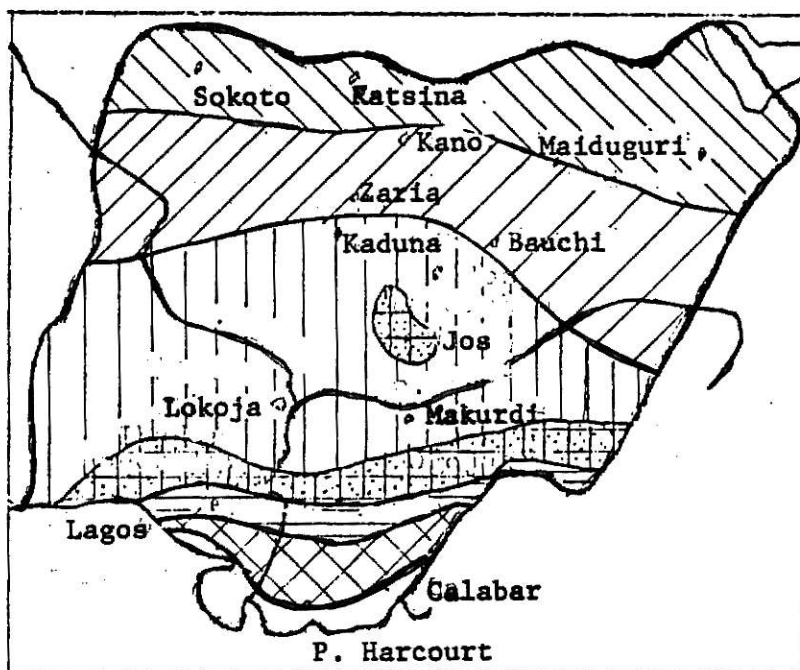 Sokoto
Katsina
Kano
Maiduguri
Zaria
Kaduna
Bauchi
Jos
Lokoja
Makurdi
Lagos
Calabar
P. Harcourt